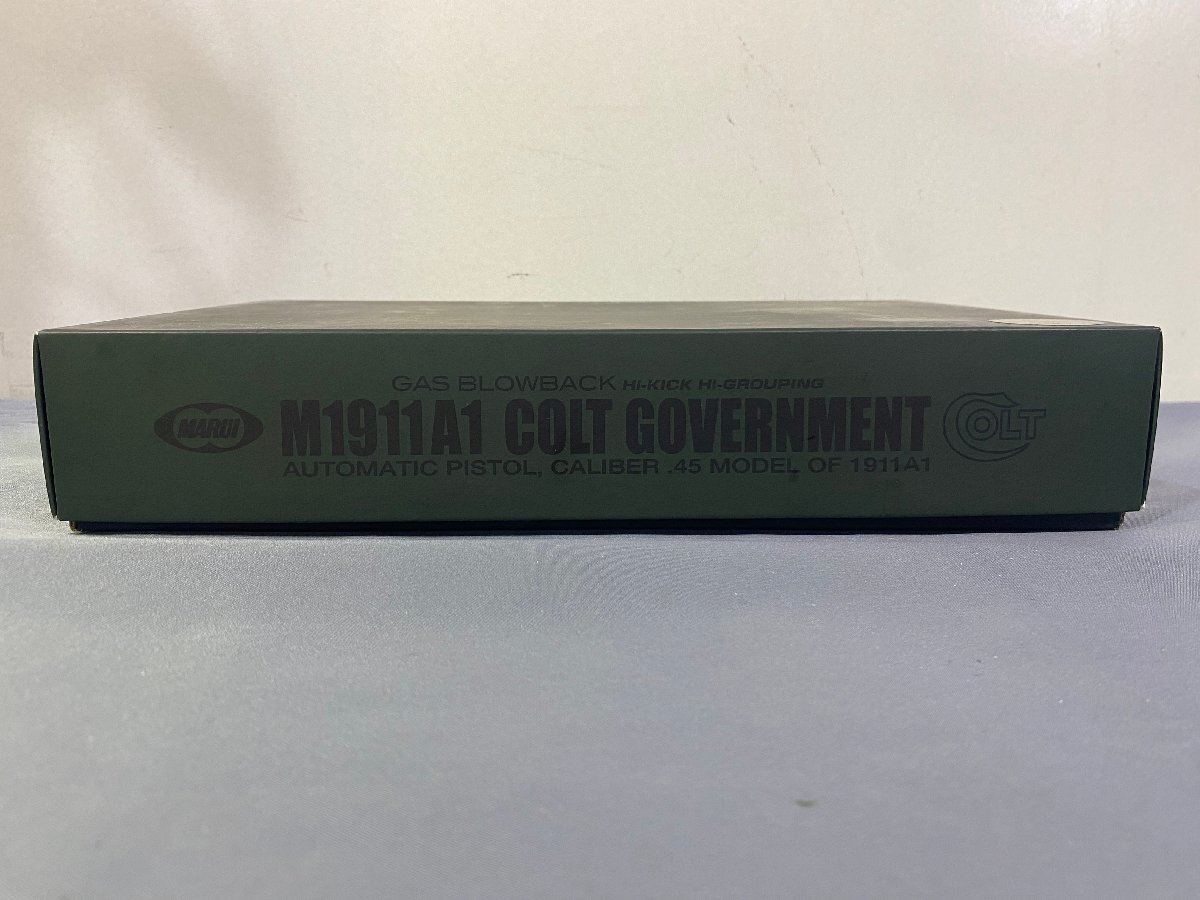 GAS BLOWBACK HI-KICK HI-GROUPING
MARUI
M1911A1 COLT GOVERNMENT
COLT
AUTOMATIC PISTOL, CALIBER .45 MODEL OF 1911A1